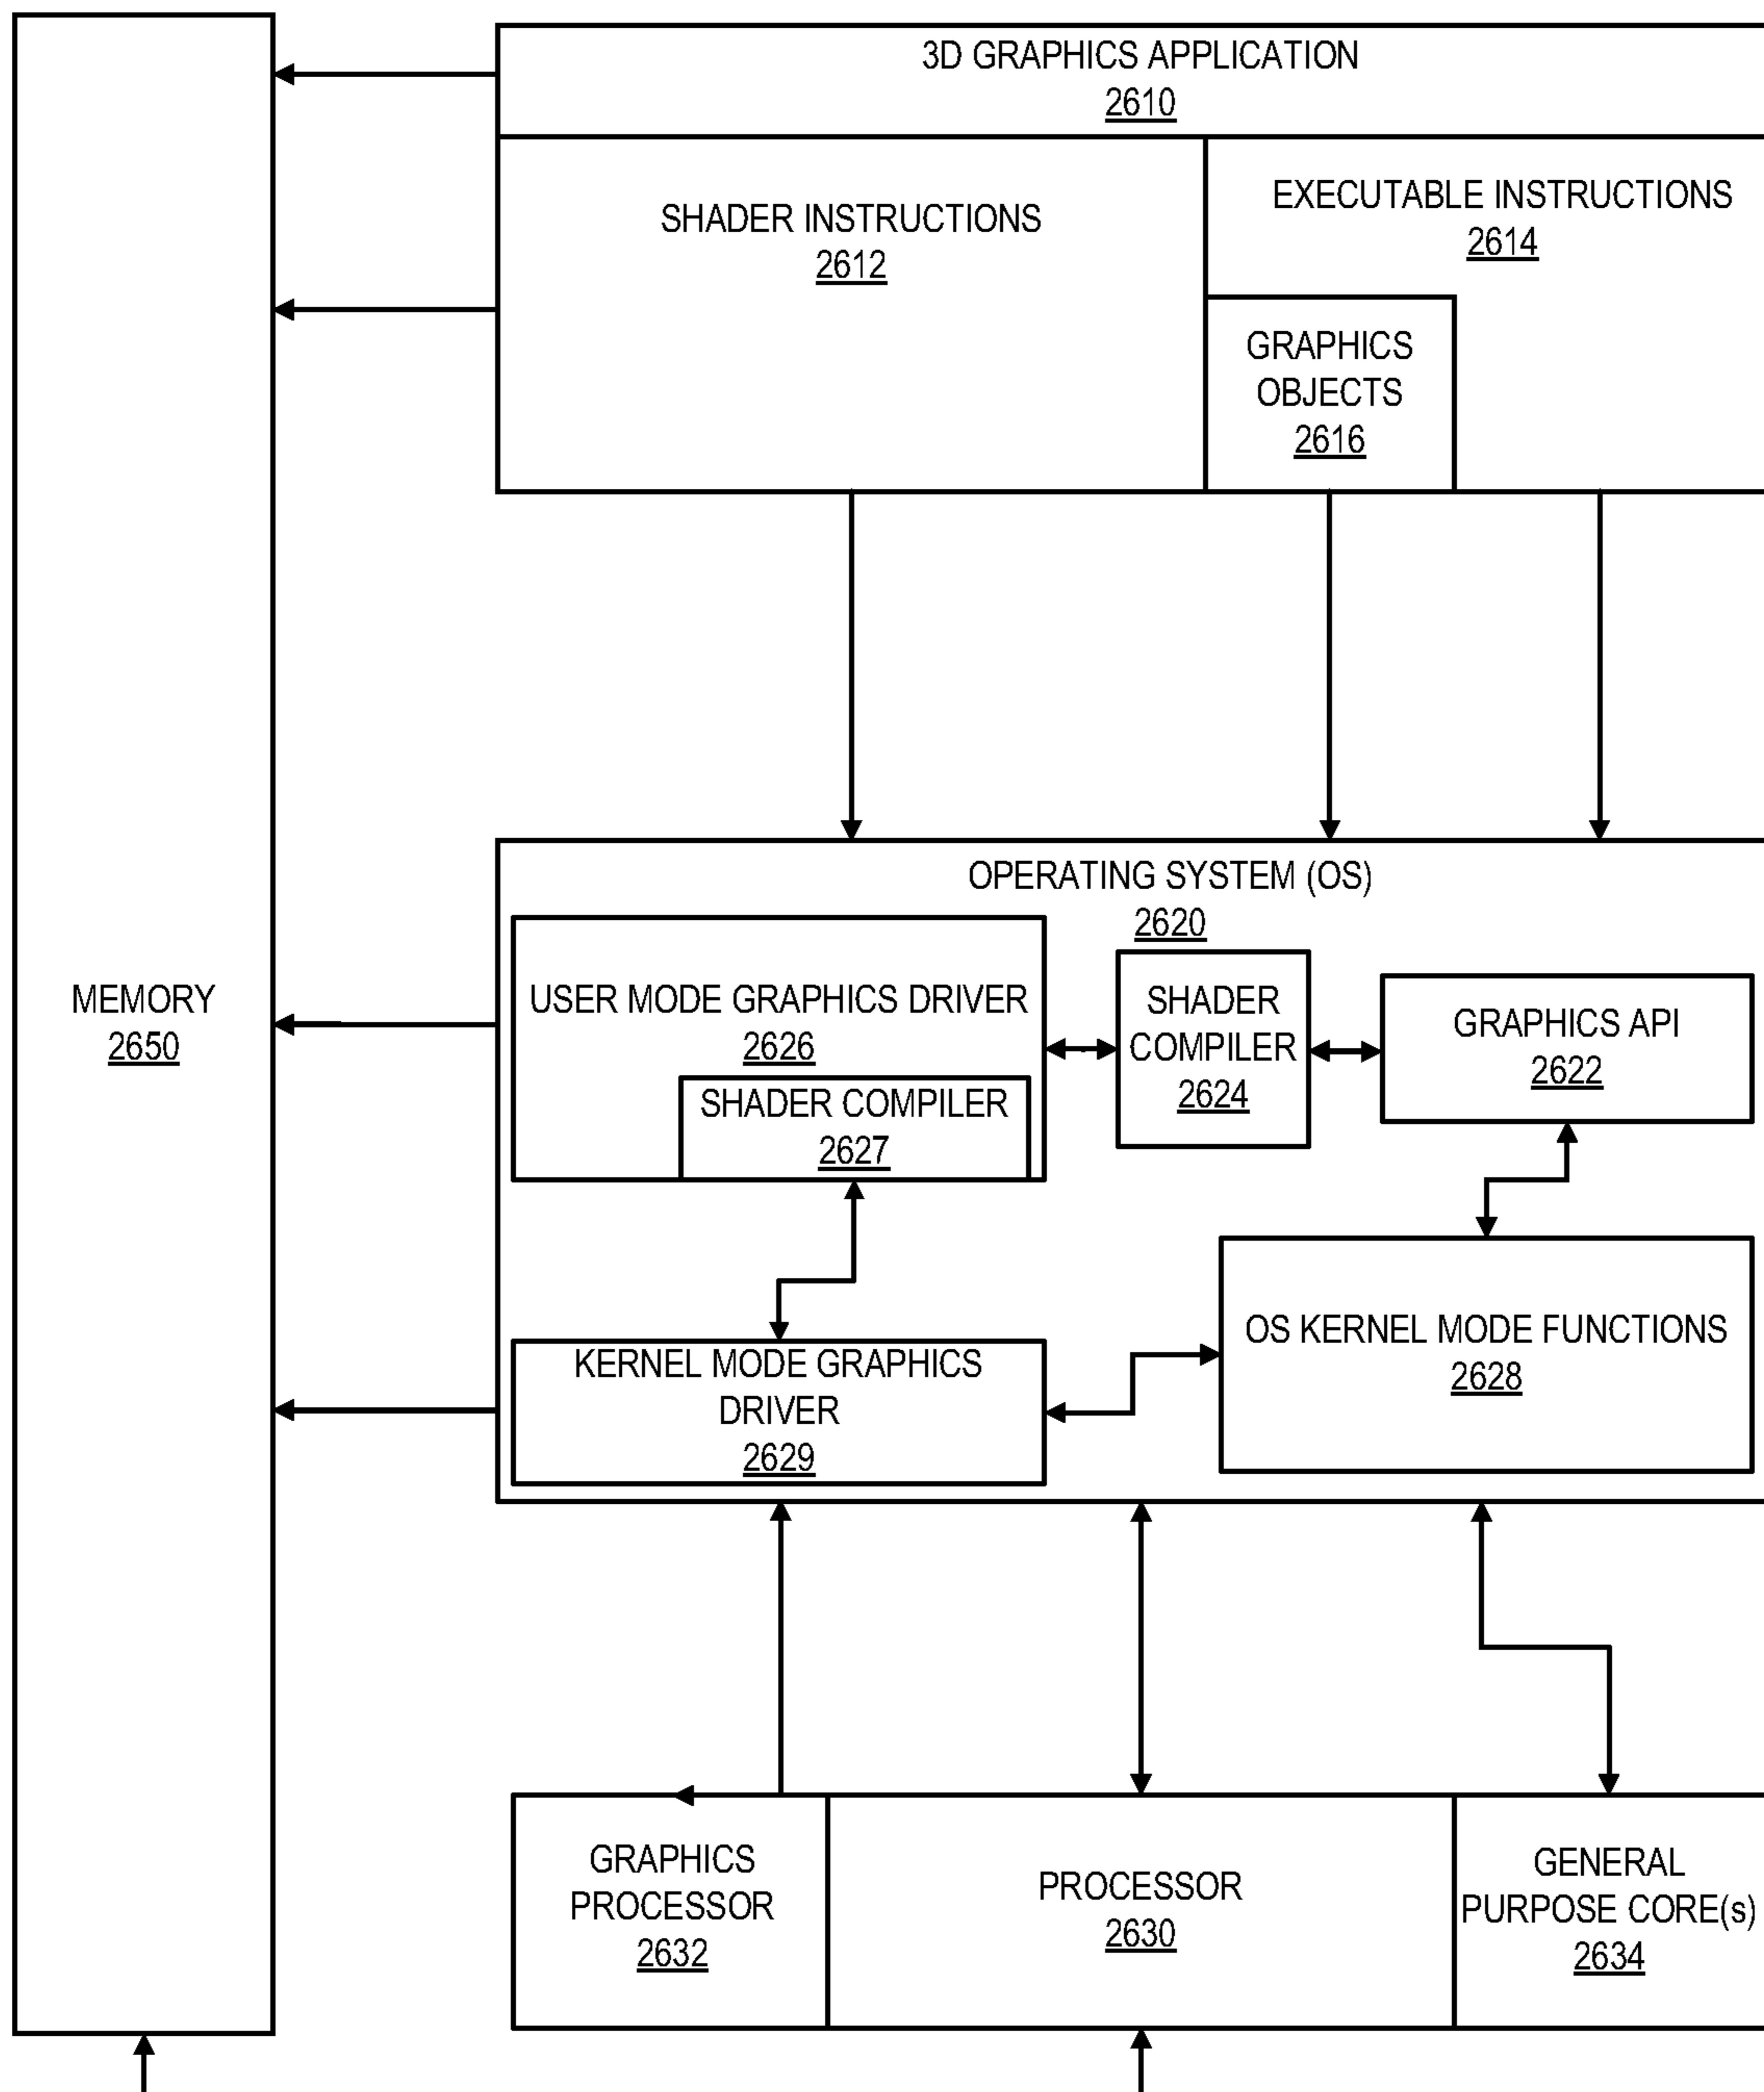 3D GRAPHICS APPLICATION
2610
SHADER INSTRUCTIONS
2612
EXECUTABLE INSTRUCTIONS
2614
GRAPHICS
OBJECTS
2616
MEMORY
2650
OPERATING SYSTEM (OS)
2620
USER MODE GRAPHICS DRIVER
2626
SHADER COMPILER
2627
SHADER
COMPILER
2624
GRAPHICS API
2622
KERNEL MODE GRAPHICS
DRIVER
2629
OS KERNEL MODE FUNCTIONS
2628
GRAPHICS
PROCESSOR
2632
PROCESSOR
2630
GENERAL
PURPOSE CORE(s)
2634